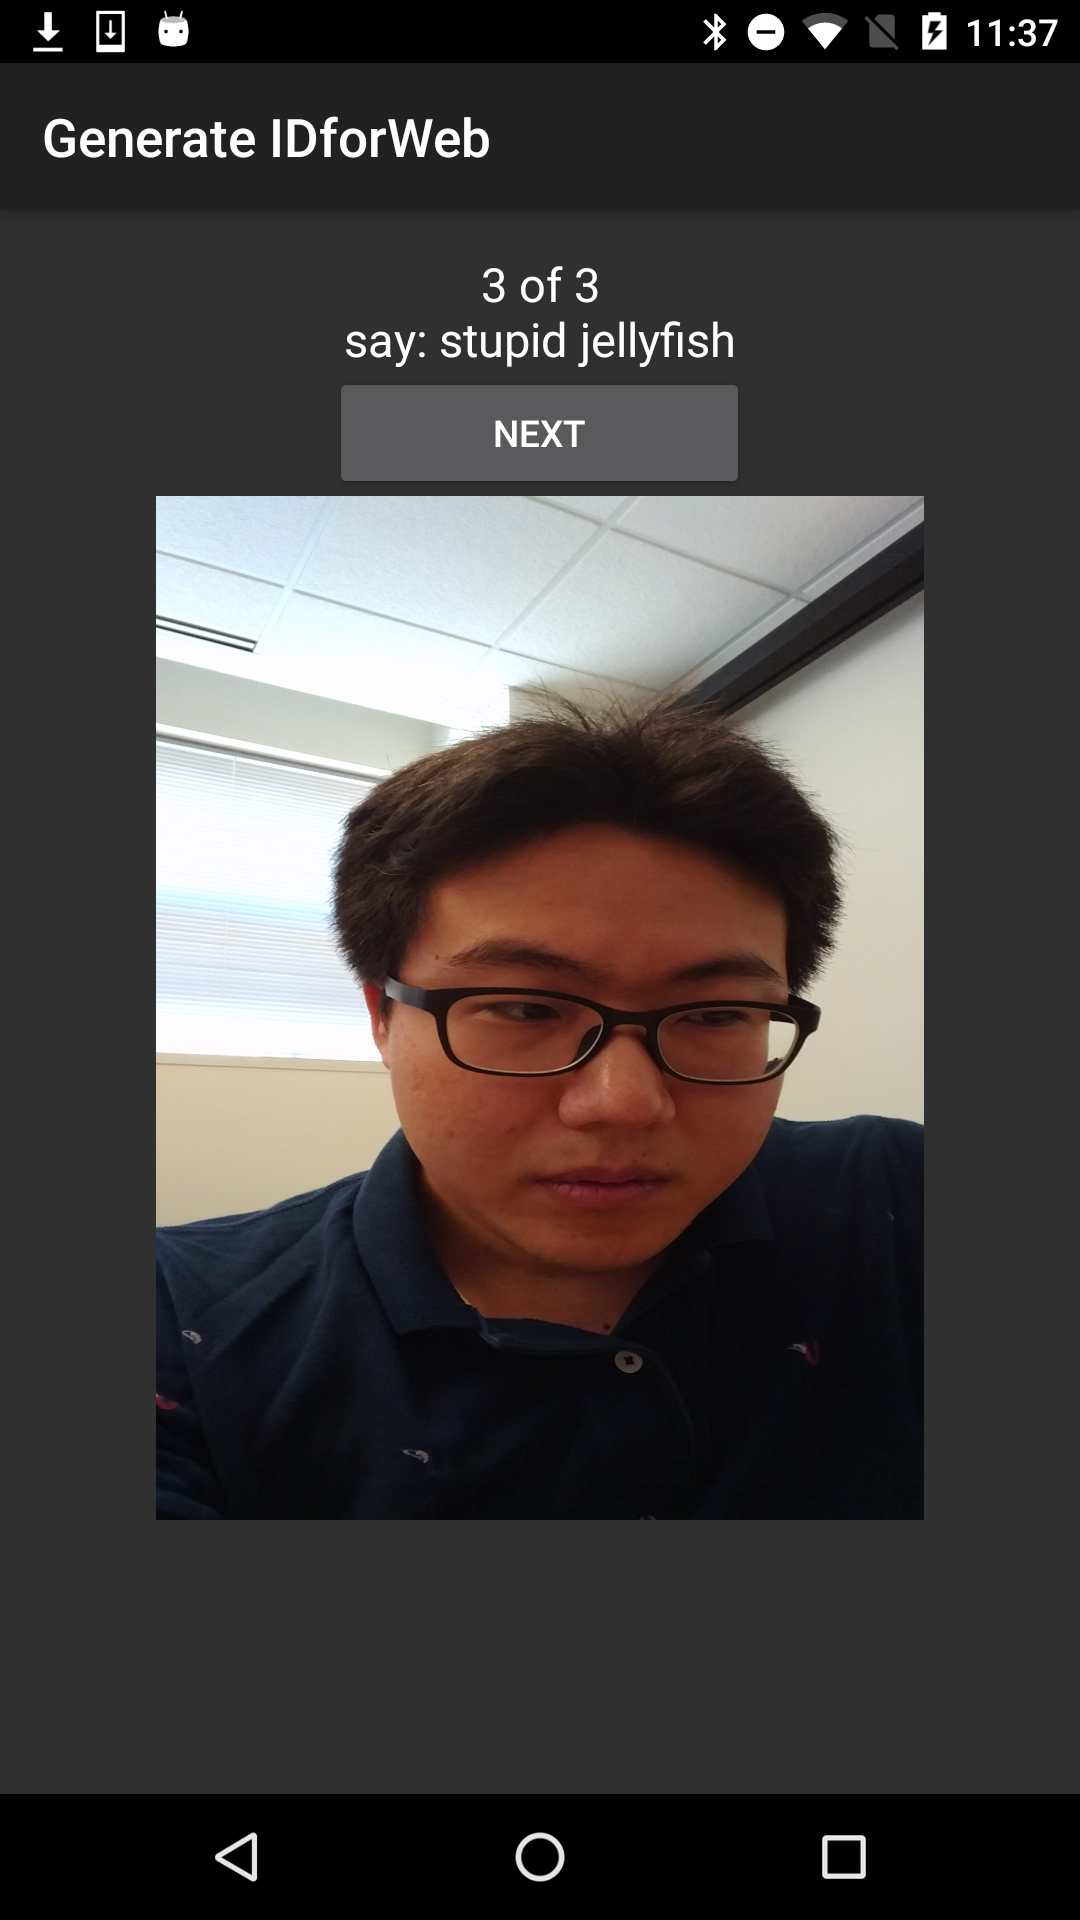 11:37
Generate IDforWeb
3 of 3
say: stupid jellyfish
NEXT